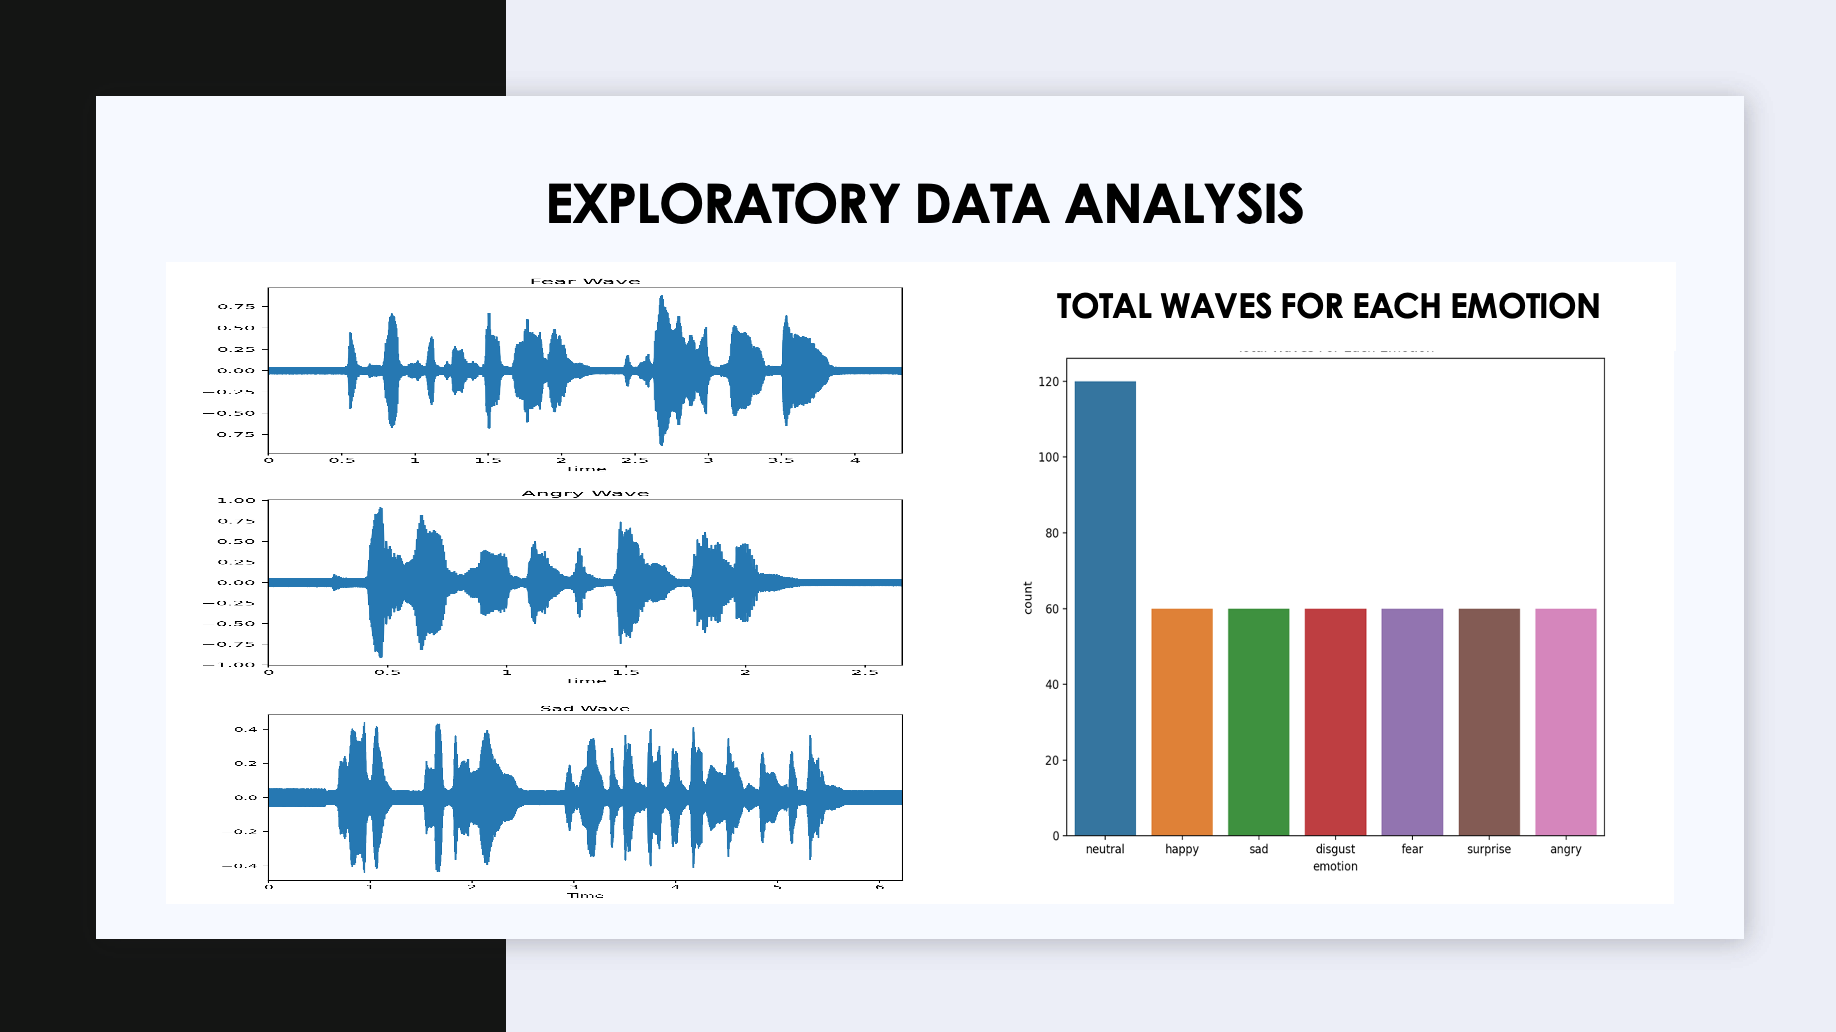 EXPLORATORY DATA ANALYSIS
Fear Wave
0.75
0.50
0.25
0.00
−0.25
−0.50
0.75
0 0.5 1 1.5 2 2.5 3 3.5 4
Time
Angry Wave
1.00
0.75
0.50
0.25
0.00
−0.25
−0.50
−0.75
−1.00
0 0.5 1 1.5 2 2.5
Time
Sad Wave
0.4
0.2
0.0
0.2
−0.4
0 1 2 3 4 5 6
Time
TOTAL WAVES FOR EACH EMOTION
Total Waves For Each Emotion
120
100
80
60
40
20
0
count
neutral happy sad disgust fear surprise angry
emotion